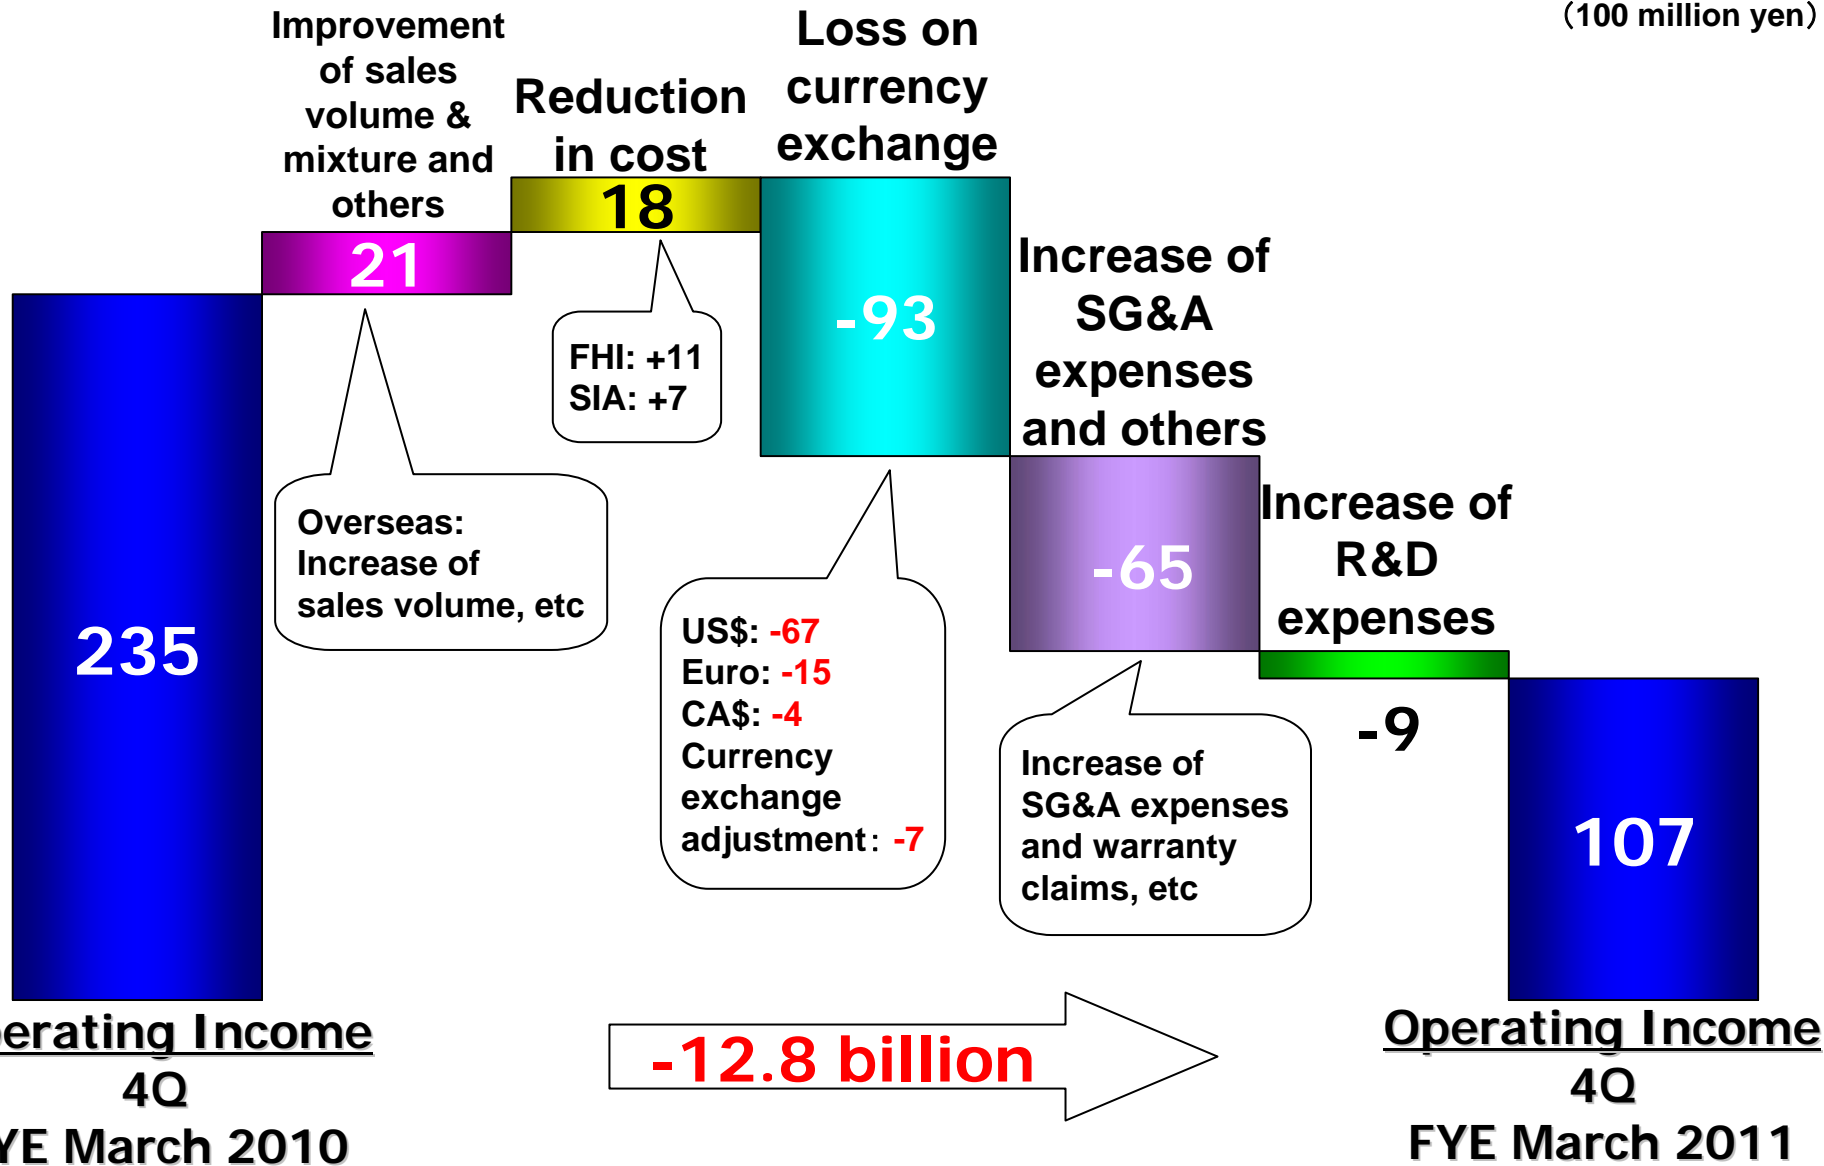 （100 million yen）
Improvement
of sales
volume &
mixture and
others
21
Reduction
in cost
18
Loss on
currency
exchange
-93
Increase of
SG&A
expenses
and others
-65
Increase of
R&D
expenses
-9
235
107
FHI: +11
SIA: +7
Overseas:
Increase of
sales volume, etc
US$: -67
Euro: -15
CA$: -4
Currency
exchange
adjustment： -7
Increase of
SG&A expenses
and warranty
claims, etc
perating Income
4Q
YE March 2010
-12.8 billion
Operating Income
4Q
FYE March 2011